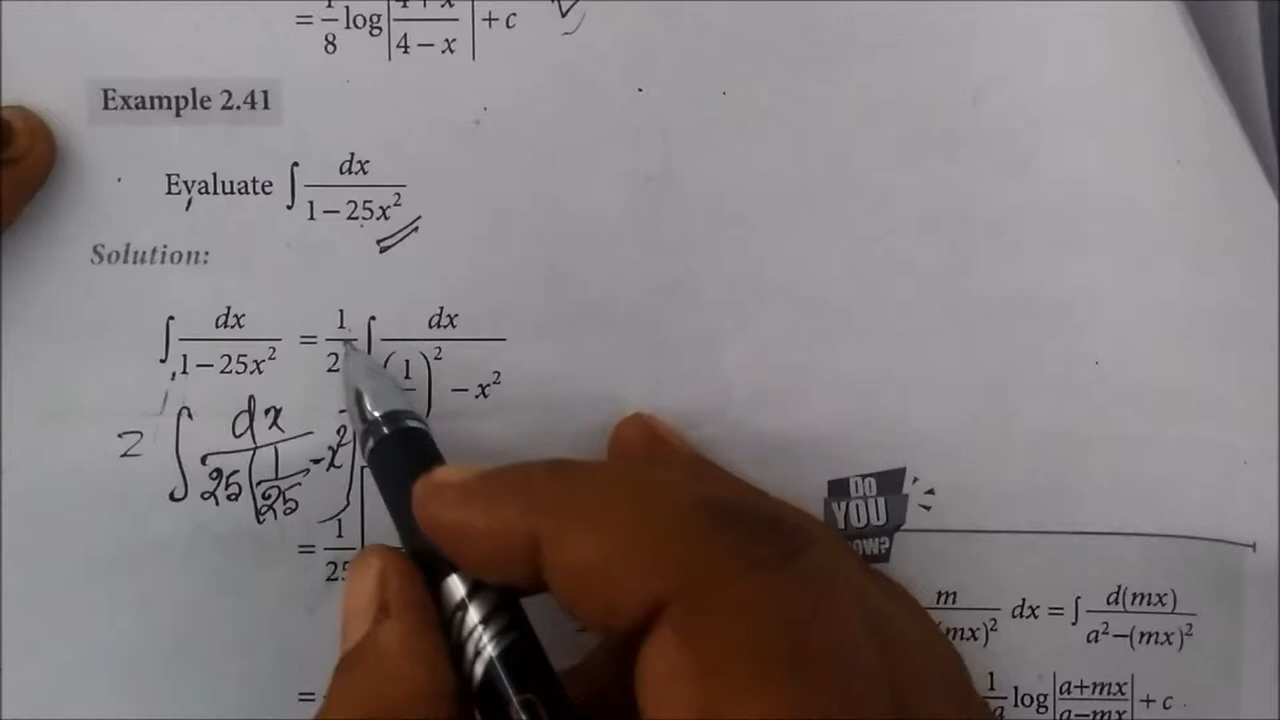 = 1/8 log |4+x / 4 − x| + c
Example 2.41
Evaluate ∫ dx / 1 − 25x²
Solution:
∫ dx / 1 − 25x² = 1/2 ∫ dx / (1/ )² − x²
∫ dx / 25(1/25 − x²)
= 1/25
=
DO
YOU
OW?
m / mx)² dx = ∫ d(mx) / a²−(mx)²
1/a log |a+mx / a−mx| + c